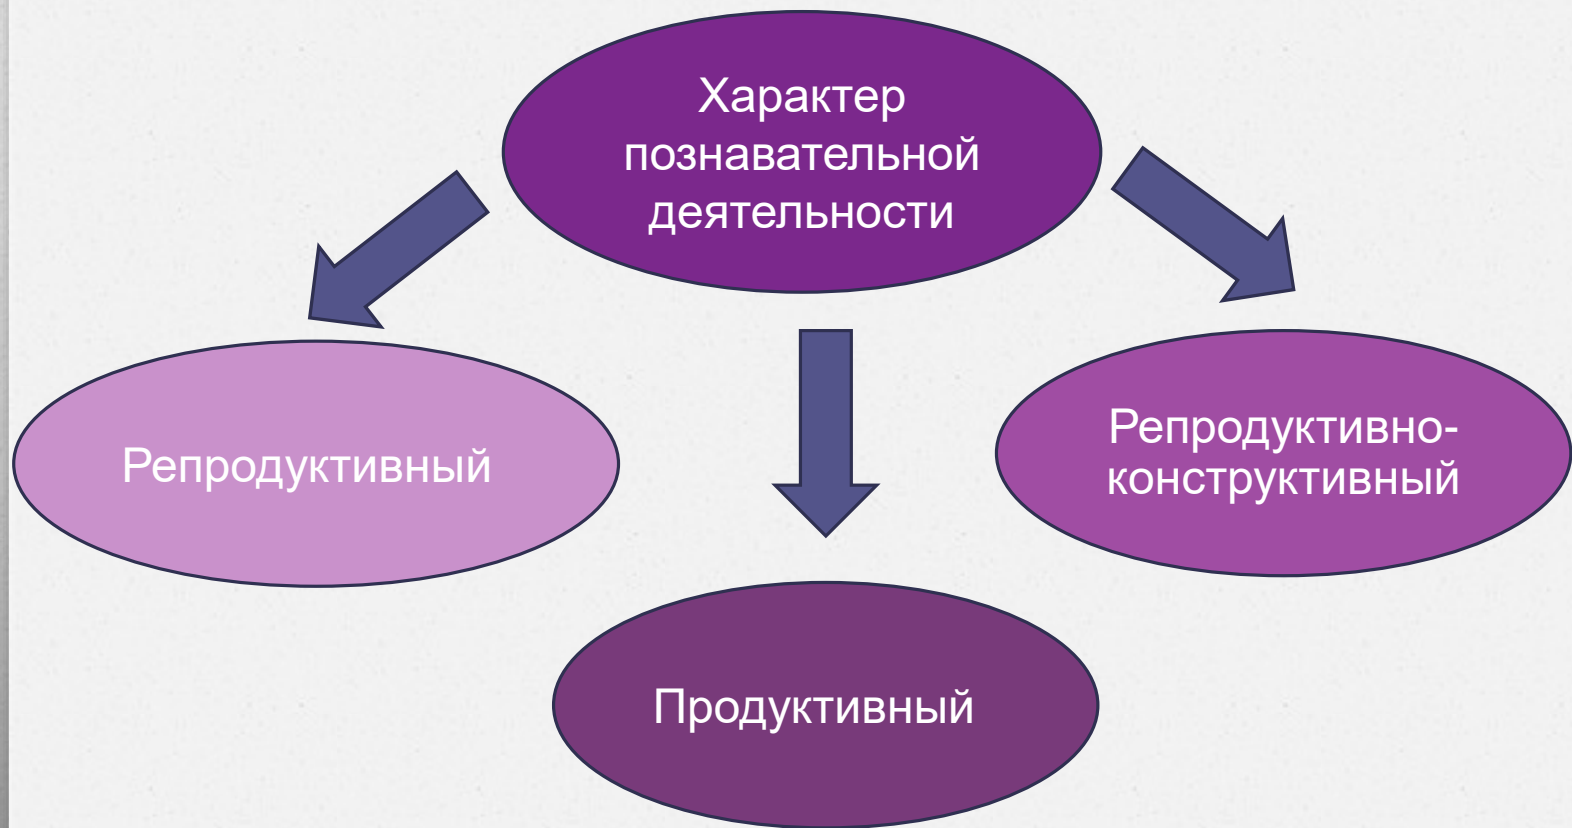 Характер
познавательной
деятельности
Репродуктивный
Репродуктивно-
конструктивный
Продуктивный